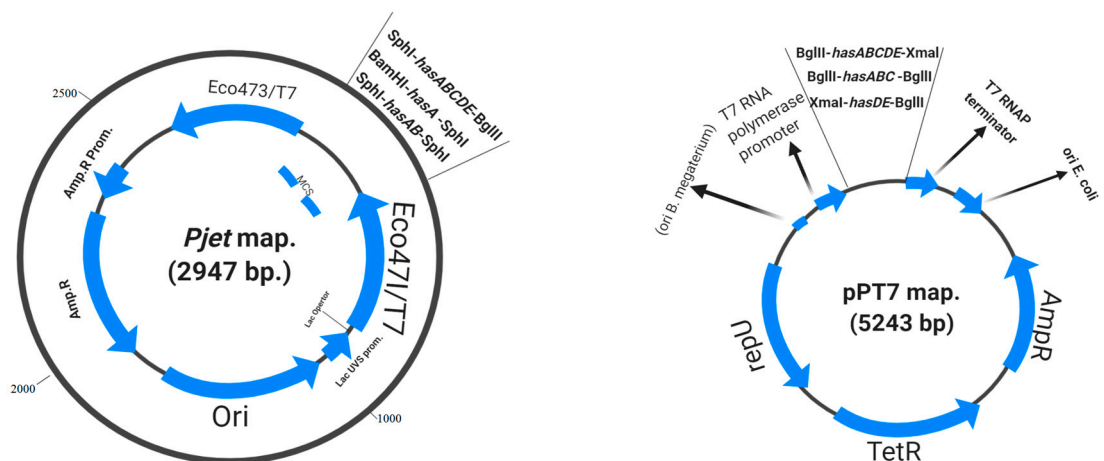 SphI-hasABCDE-BglII
BamHI-hasA -SphI
SphI-hasAB-SphI
2500
Eco473/T7
Amp.R Prom.
MCS
Pjet map.
(2947 bp.)
Eco47I/T7
Amp.R
Lac Opertor
Lac UVS prom.
2000
Ori
1000
BglII-hasABCDE-XmaI
BglII-hasABC -BglII
XmaI-hasDE-BglII
T7 RNA
polymerase
promoter
T7 RNAP
terminator
(ori B. megaterium)
ori E. coli
pPT7 map.
(5243 bp)
repU
AmpR
TetR